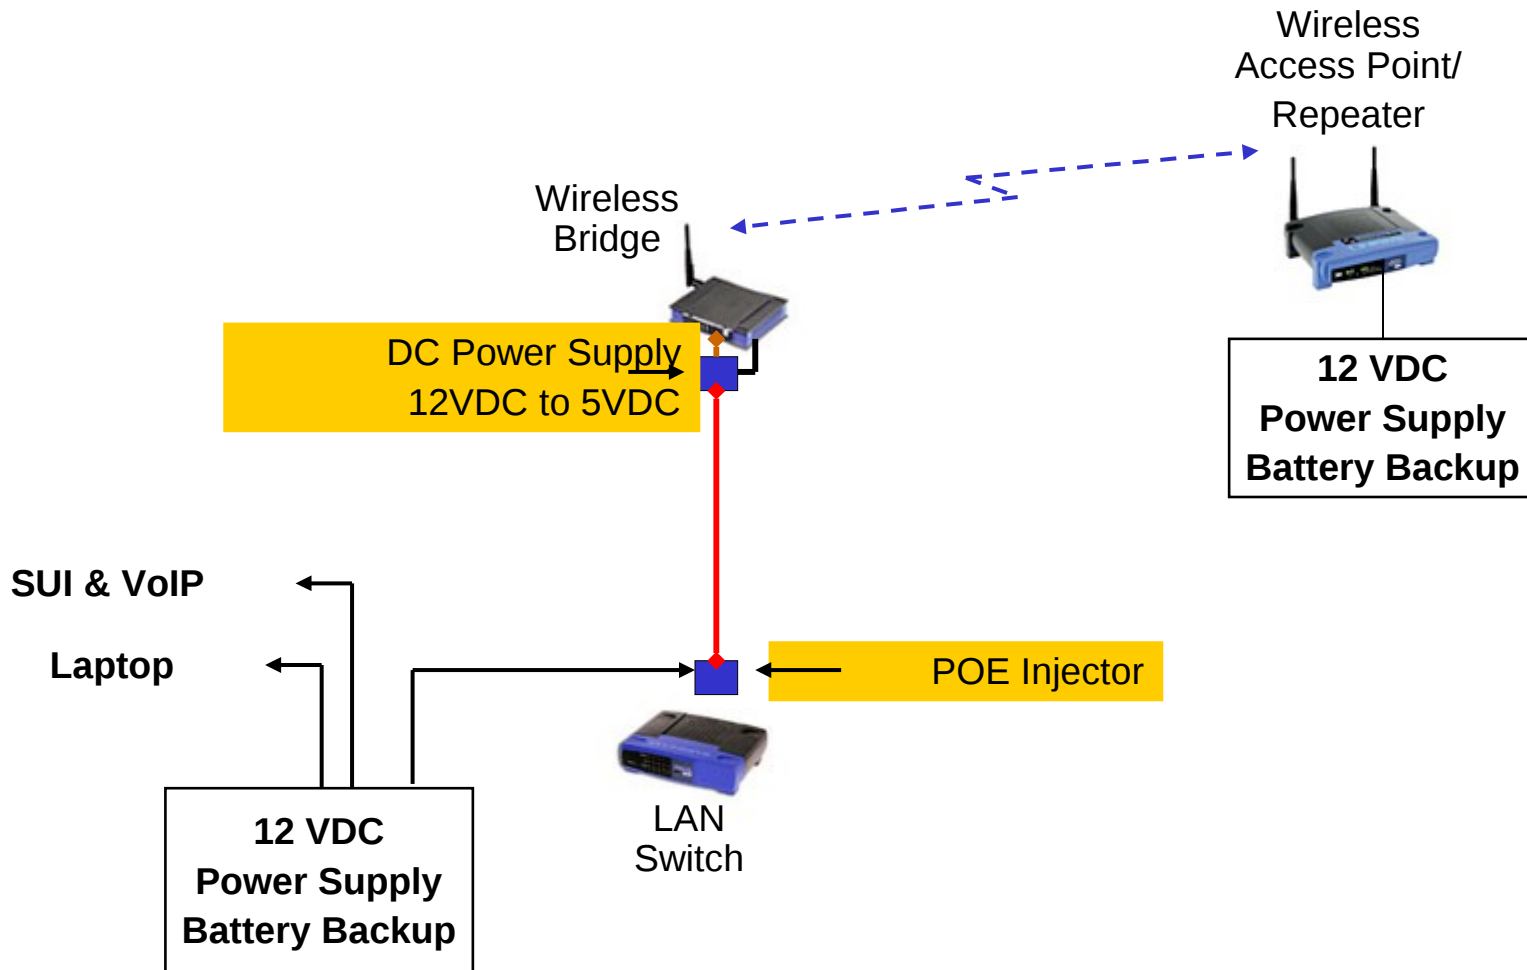 Wireless
Access Point/
Repeater
Wireless
Bridge
DC Power Supply
12VDC to 5VDC
12 VDC
Power Supply
Battery Backup
SUI & VoIP
Laptop
POE Injector
LAN
Switch
12 VDC
Power Supply
Battery Backup